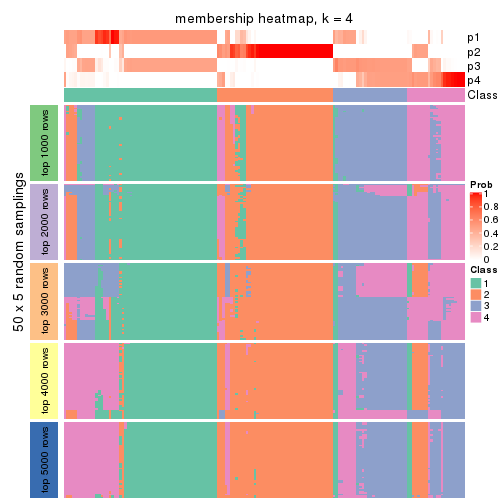 membership heatmap, k = 4
p1
p2
p3
p4
Class
50 x 5 random samplings
top 1000 rows
top 2000 rows
top 3000 rows
top 4000 rows
top 5000 rows
Prob
1
0.8
0.6
0.4
0.2
0
Class
1
2
3
4